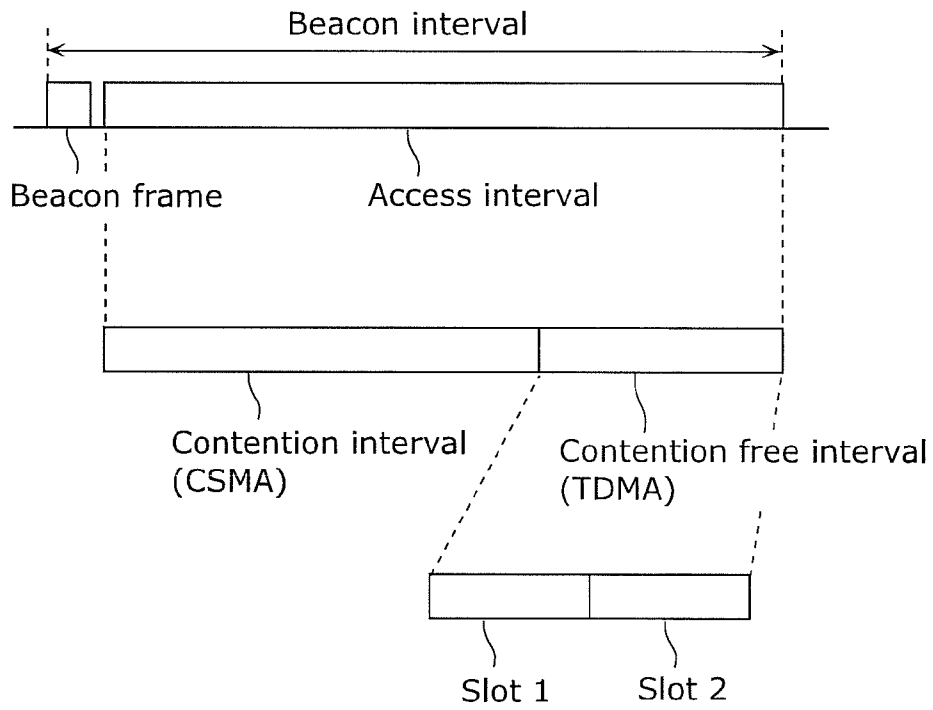 Beacon interval
Beacon frame
Access interval
Contention interval
(CSMA)
Contention free interval
(TDMA)
Slot 1
Slot 2